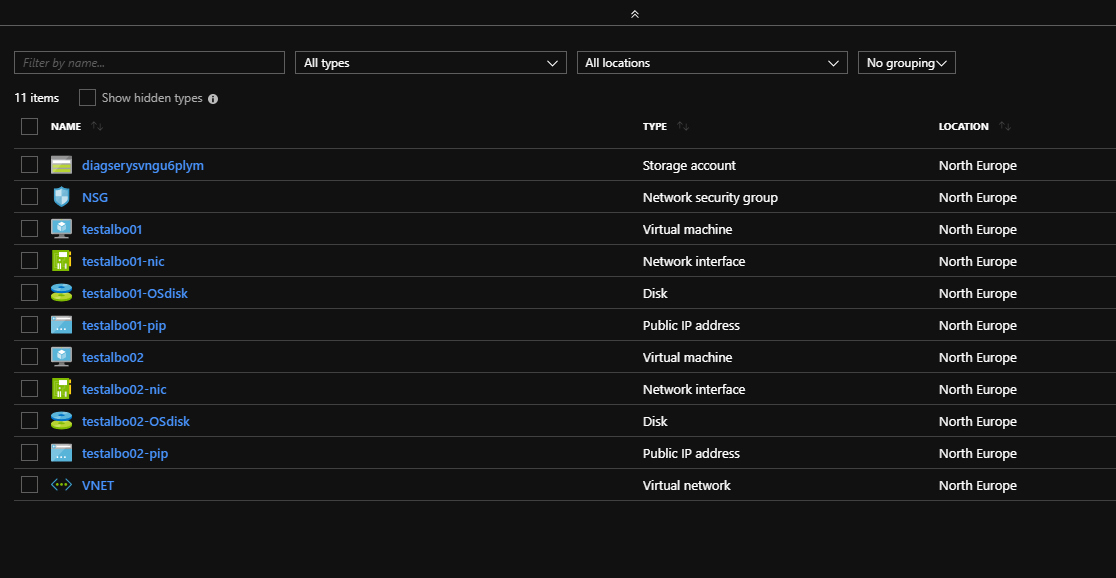 Filter by name... All types All locations No grouping
11 items Show hidden types
NAME TYPE LOCATION
diagserysvngu6plym Storage account North Europe
NSG Network security group North Europe
testalbo01 Virtual machine North Europe
testalbo01-nic Network interface North Europe
testalbo01-OSdisk Disk North Europe
testalbo01-pip Public IP address North Europe
testalbo02 Virtual machine North Europe
testalbo02-nic Network interface North Europe
testalbo02-OSdisk Disk North Europe
testalbo02-pip Public IP address North Europe
VNET Virtual network North Europe